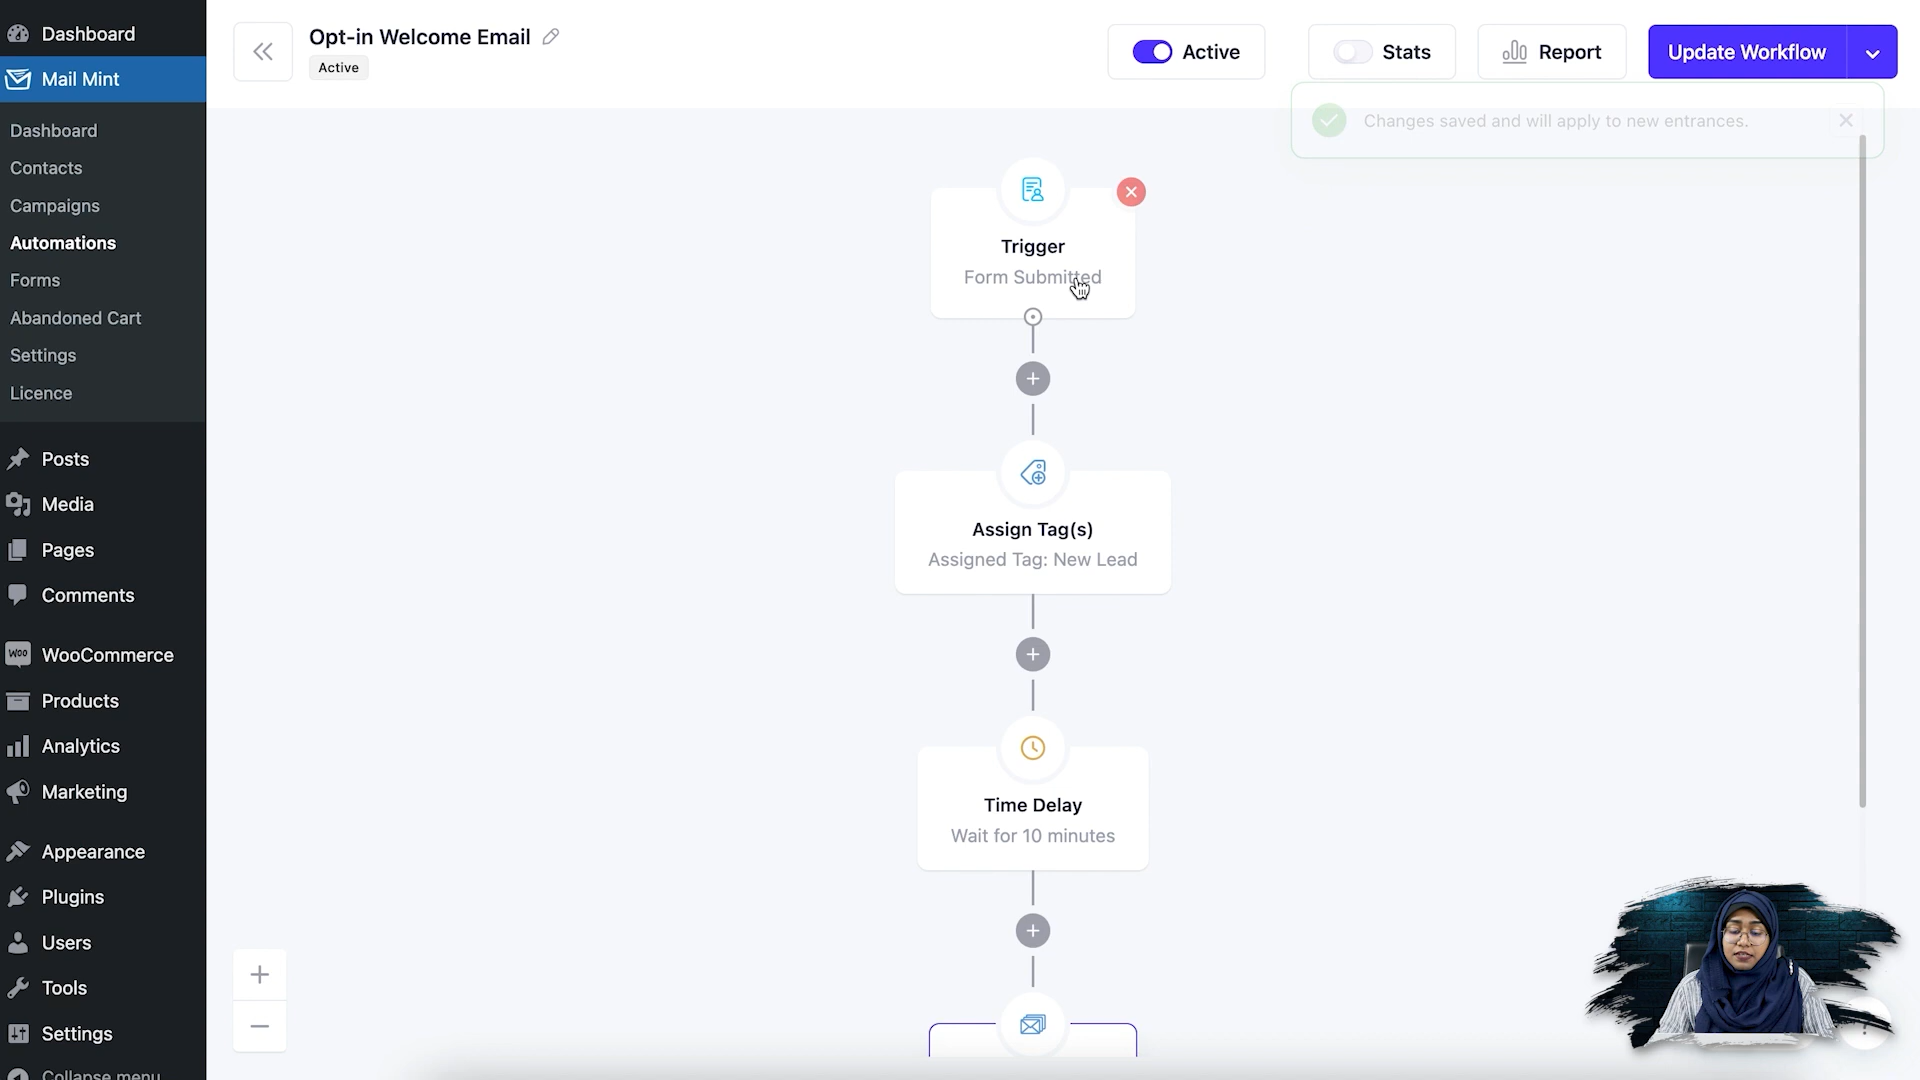 Dashboard
Mail Mint
Dashboard
Contacts
Campaigns
Automations
Forms
Abandoned Cart
Settings
Licence
Posts
Media
Pages
Comments
Woo WooCommerce
Products
Analytics
Marketing
Appearance
Plugins
Users
Tools
Settings
Collapse menu
Opt-in Welcome Email
Active
Active
Stats
Report
Update Workflow
Changes saved and will apply to new entrances.
Trigger
Form Submitted
Assign Tag(s)
Assigned Tag: New Lead
Time Delay
Wait for 10 minutes